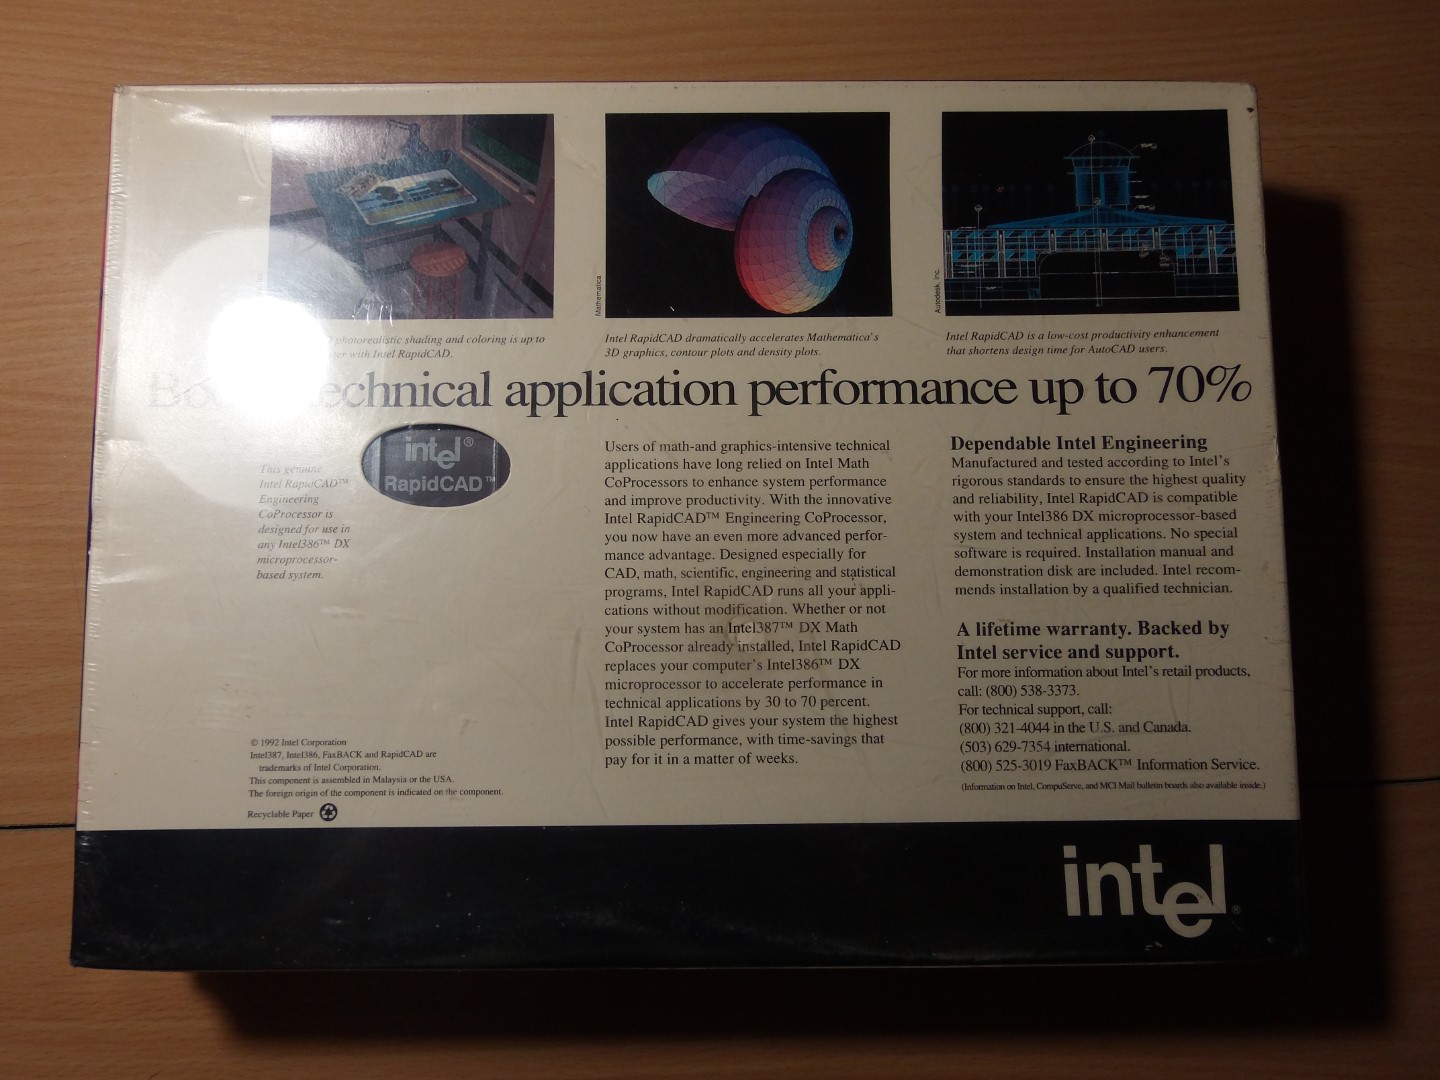 Mathematica
Autodesk, Inc.
photorealistic shading and coloring is up to
with Intel RapidCAD.
Intel RapidCAD dramatically accelerates Mathematica's
3D graphics, contour plots and density plots.
Intel RapidCAD is a low-cost productivity enhancement
that shortens design time for AutoCAD users.
technical application performance up to 70%
intel®
RapidCAD™
This genuine
Intel RapidCAD™
Engineering
CoProcessor is
designed for use in
any Intel386™ DX
microprocessor-
based system.
Users of math-and graphics-intensive technical
applications have long relied on Intel Math
CoProcessors to enhance system performance
and improve productivity. With the innovative
Intel RapidCAD™ Engineering CoProcessor,
you now have an even more advanced perfor-
mance advantage. Designed especially for
CAD, math, scientific, engineering and statistical
programs, Intel RapidCAD runs all your appli-
cations without modification. Whether or not
your system has an Intel387™ DX Math
CoProcessor already installed, Intel RapidCAD
replaces your computer's Intel386™ DX
microprocessor to accelerate performance in
technical applications by 30 to 70 percent.
Intel RapidCAD gives your system the highest
possible performance, with time-savings that
pay for it in a matter of weeks.
Dependable Intel Engineering
Manufactured and tested according to Intel's
rigorous standards to ensure the highest quality
and reliability, Intel RapidCAD is compatible
with your Intel386 DX microprocessor-based
system and technical applications. No special
software is required. Installation manual and
demonstration disk are included. Intel recom-
mends installation by a qualified technician.
A lifetime warranty. Backed by
Intel service and support.
For more information about Intel's retail products,
call: (800) 538-3373.
For technical support, call:
(800) 321-4044 in the U.S. and Canada.
(503) 629-7354 international.
(800) 525-3019 FaxBACK™ Information Service.
(Information on Intel, CompuServe, and MCI Mail bulletin boards also available inside.)
© 1992 Intel Corporation
Intel387, Intel386, FaxBACK and RapidCAD are
trademarks of Intel Corporation.
This component is assembled in Malaysia or the USA.
The foreign origin of the component is indicated on the component.
Recyclable Paper
intel®